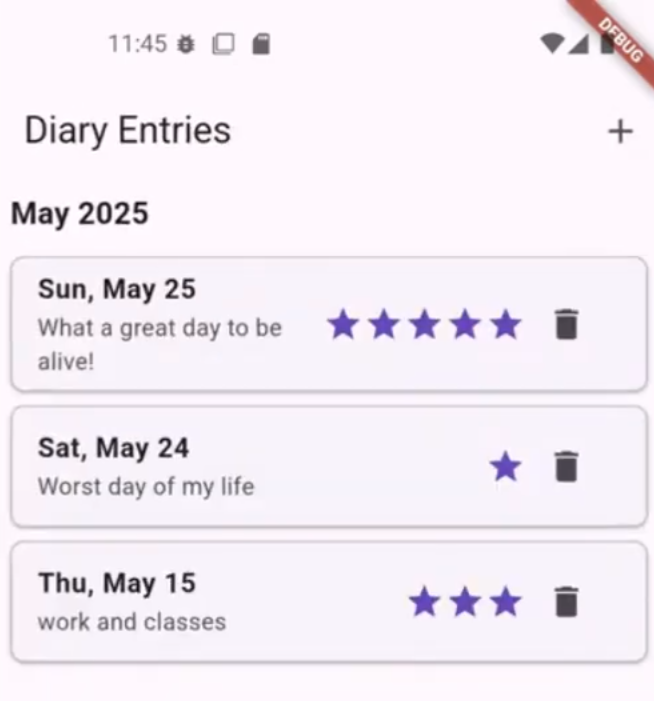 11:45
DEBUG
Diary Entries
May 2025
Sun, May 25
What a great day to be
alive!
Sat, May 24
Worst day of my life
Thu, May 15
work and classes